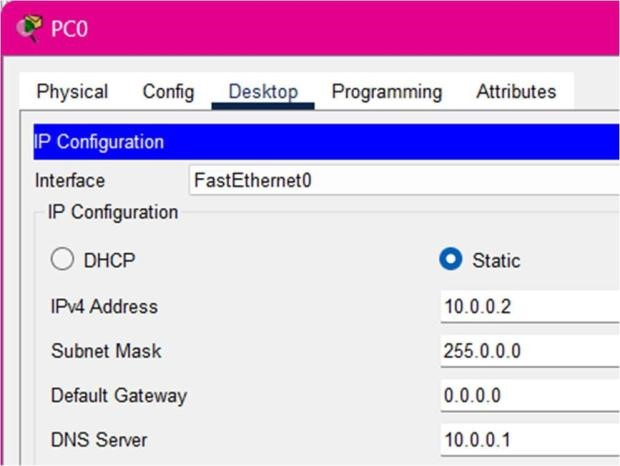 PC0
Physical Config Desktop Programming Attributes
IP Configuration
Interface FastEthernet0
IP Configuration
DHCP Static
IPv4 Address 10.0.0.2
Subnet Mask 255.0.0.0
Default Gateway 0.0.0.0
DNS Server 10.0.0.1